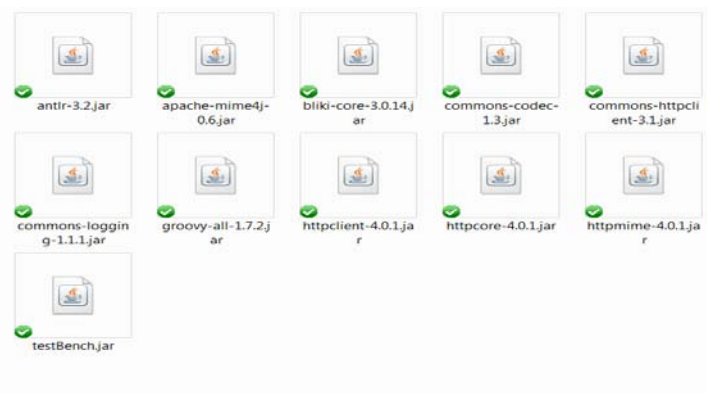 antlr-3.2.jar
apache-mime4j-
0.6.jar
bliki-core-3.0.14.j
ar
commons-codec-
1.3.jar
commons-httpcli
ent-3.1.jar
commons-loggin
g-1.1.1.jar
groovy-all-1.7.2.j
ar
httpclient-4.0.1.ja
r
httpcore-4.0.1.jar
httpmime-4.0.1.ja
r
testBench.jar